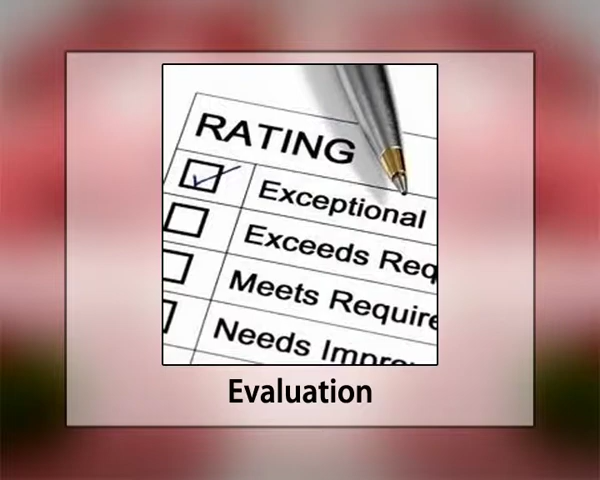 RATING
Exceptional
Exceeds Req
Meets Require
Needs Impro
Evaluation